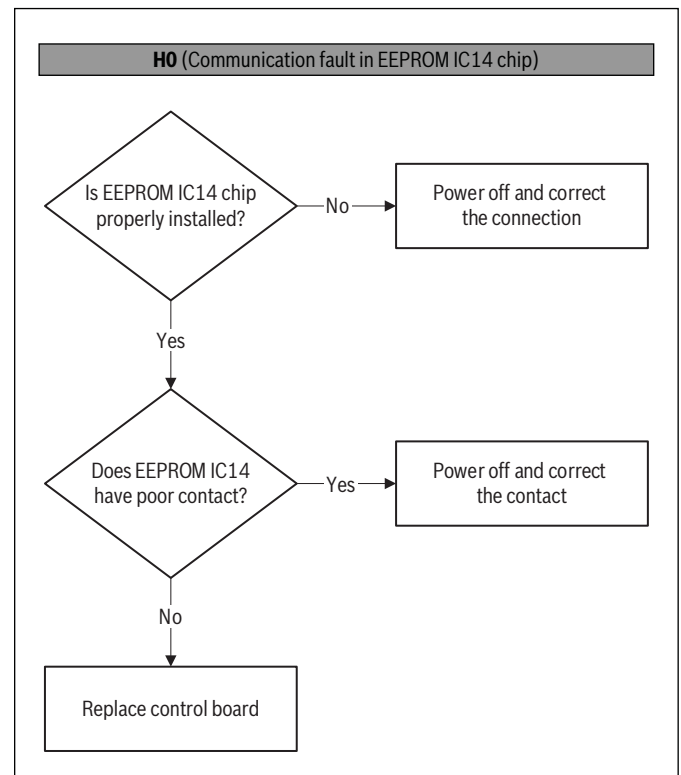 H0 (Communication fault in EEPROM IC14 chip)
Is EEPROM IC14 chip
properly installed?
No
Power off and correct
the connection
Yes
Does EEPROM IC14
have poor contact?
Yes
Power off and correct
the contact
No
Replace control board